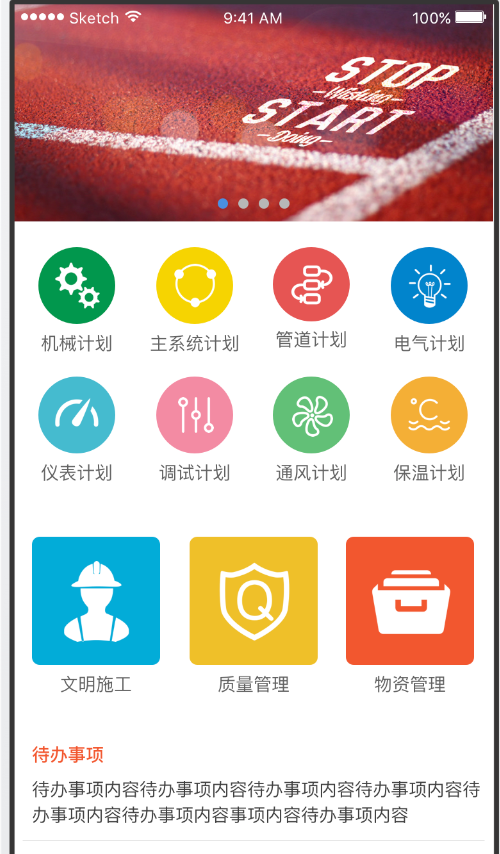 Sketch 9:41 AM 100%
STOP
Wishing
START
Doing
机械计划 主系统计划 管道计划 电气计划
仪表计划 调试计划 通风计划 保温计划
Q
文明施工 质量管理 物资管理
待办事项
待办事项内容待办事项内容待办事项内容待办事项内容待
办事项内容待办事项内容事项内容待办事项内容